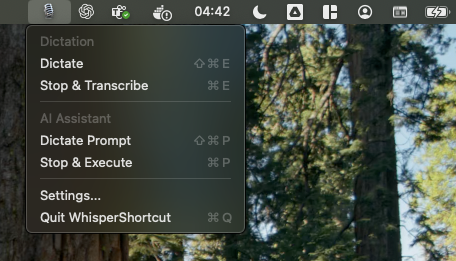 04:42
Dictation
Dictate ⇧⌘E
Stop & Transcribe ⌘E
AI Assistant
Dictate Prompt ⇧⌘P
Stop & Execute ⌘P
Settings...
Quit WhisperShortcut ⌘Q